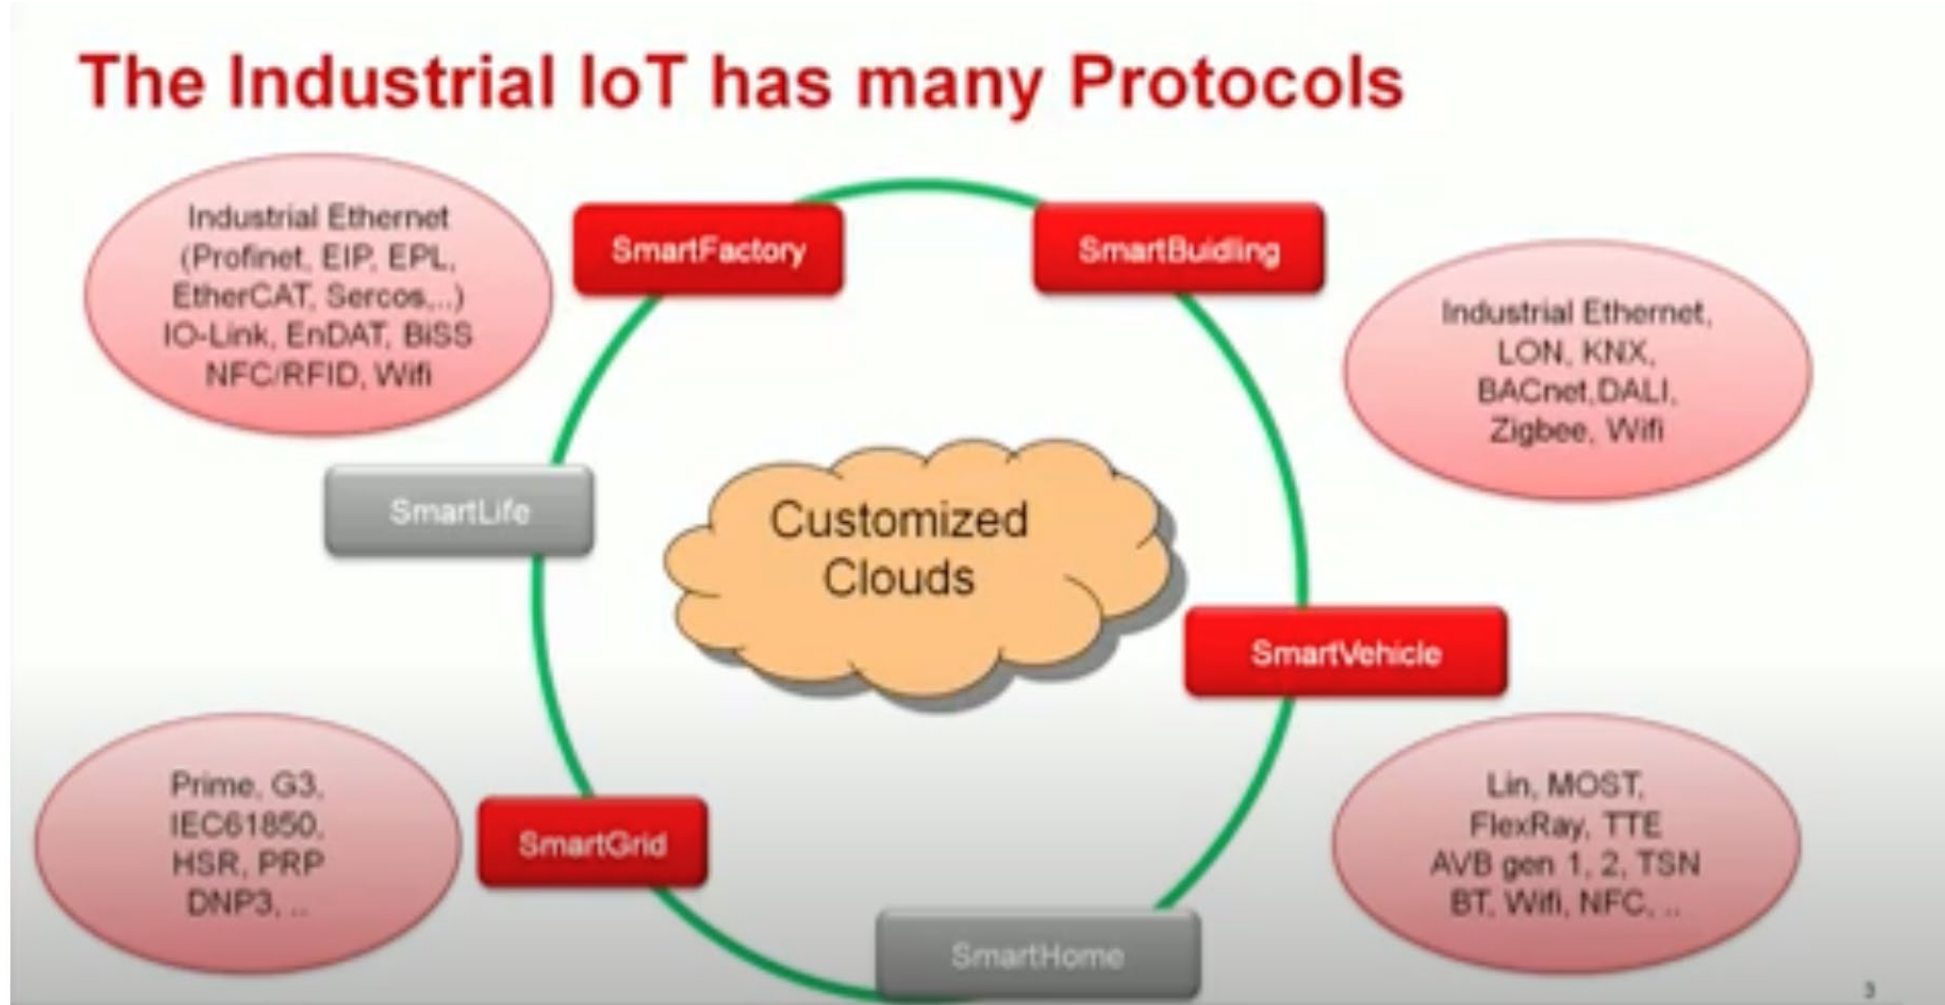 The Industrial IoT has many Protocols
Industrial Ethernet
(Profinet, EIP, EPL,
EtherCAT, Sercos,..)
IO-Link, EnDAT, BiSS
NFC/RFID, Wifi
SmartFactory
SmartBuidling
Industrial Ethernet,
LON, KNX,
BACnet,DALI,
Zigbee, Wifi
SmartLife
Customized
Clouds
SmartVehicle
Prime, G3,
IEC61850,
HSR, PRP
DNP3, ..
SmartGrid
Lin, MOST,
FlexRay, TTE
AVB gen 1, 2, TSN
BT, Wifi, NFC, ..
SmartHome
3